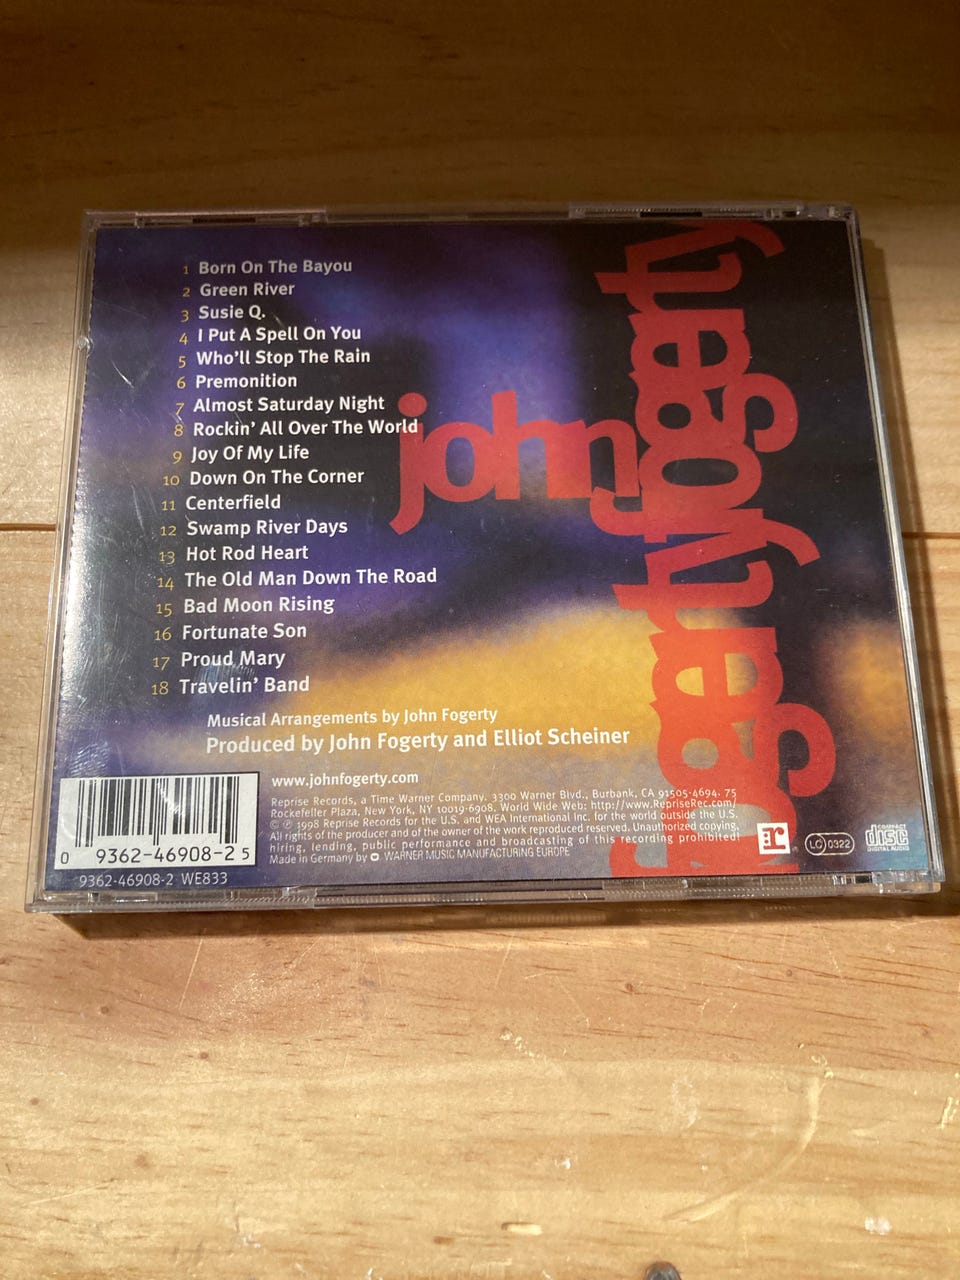 1 Born On The Bayou
2 Green River
3 Susie Q.
4 I Put A Spell On You
5 Who'll Stop The Rain
6 Premonition
7 Almost Saturday Night
8 Rockin' All Over The World
9 Joy Of My Life
10 Down On The Corner
11 Centerfield
12 Swamp River Days
13 Hot Rod Heart
14 The Old Man Down The Road
15 Bad Moon Rising
16 Fortunate Son
17 Proud Mary
18 Travelin' Band
john
fogerty
fogerty
Musical Arrangements by John Fogerty
Produced by John Fogerty and Elliot Scheiner
www.johnfogerty.com
Reprise Records, a Time Warner Company. 3300 Warner Blvd., Burbank, CA 91505-4694. 75
Rockefeller Plaza, New York, NY 10019-6908. World Wide Web: http://www.RepriseRec.com/
© ℗ 1998 Reprise Records for the U.S. and WEA International Inc. for the world outside the U.S.
All rights of the producer and of the owner of the work reproduced reserved. Unauthorized copying,
hiring, lending, public performance and broadcasting of this recording prohibited!
Made in Germany by WARNER MUSIC MANUFACTURING EUROPE
0 9362-46908-2 5
9362-46908-2 WE833
r
LC 0322
COMPACT
disc
DIGITAL AUDIO